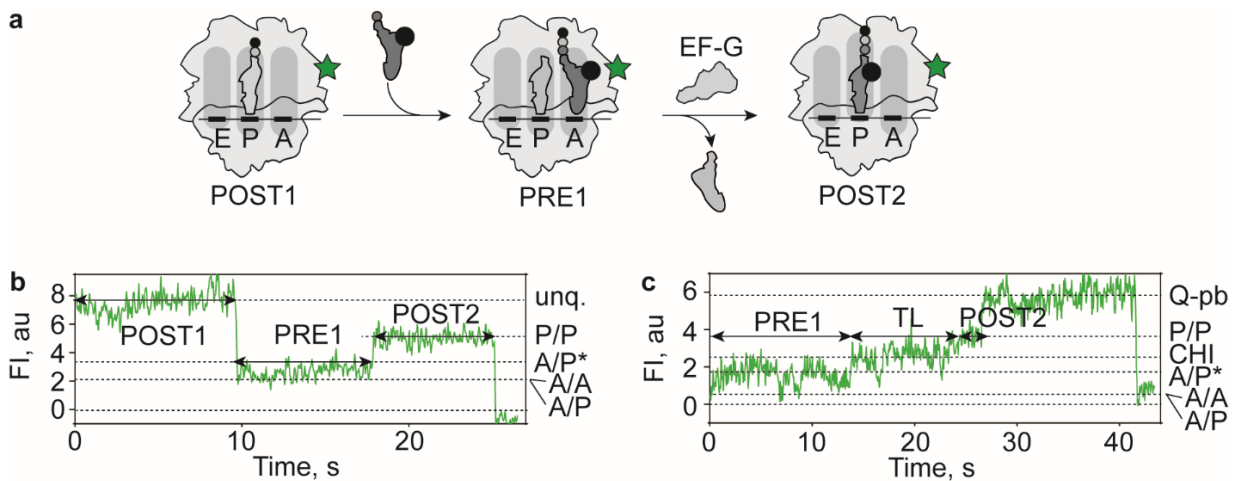 a
EF-G
E P A
E P A
E P A
POST1
PRE1
POST2
b
FI, au
8
6
4
2
0
POST1
PRE1
POST2
unq.
P/P
A/P*
A/A
A/P
0 10 20
Time, s
c
FI, au
6
4
2
0
PRE1
TL
POST2
Q-pb
P/P
CHI
A/P*
A/A
A/P
0 10 20 30 40
Time, s